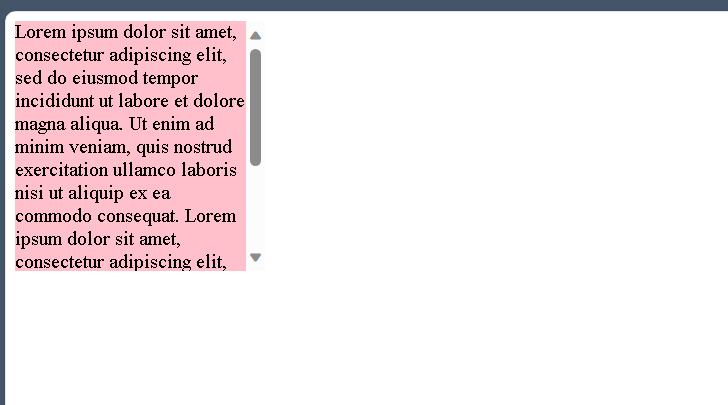 Lorem ipsum dolor sit amet,
consectetur adipiscing elit,
sed do eiusmod tempor
incididunt ut labore et dolore
magna aliqua. Ut enim ad
minim veniam, quis nostrud
exercitation ullamco laboris
nisi ut aliquip ex ea
commodo consequat. Lorem
ipsum dolor sit amet,
consectetur adipiscing elit,